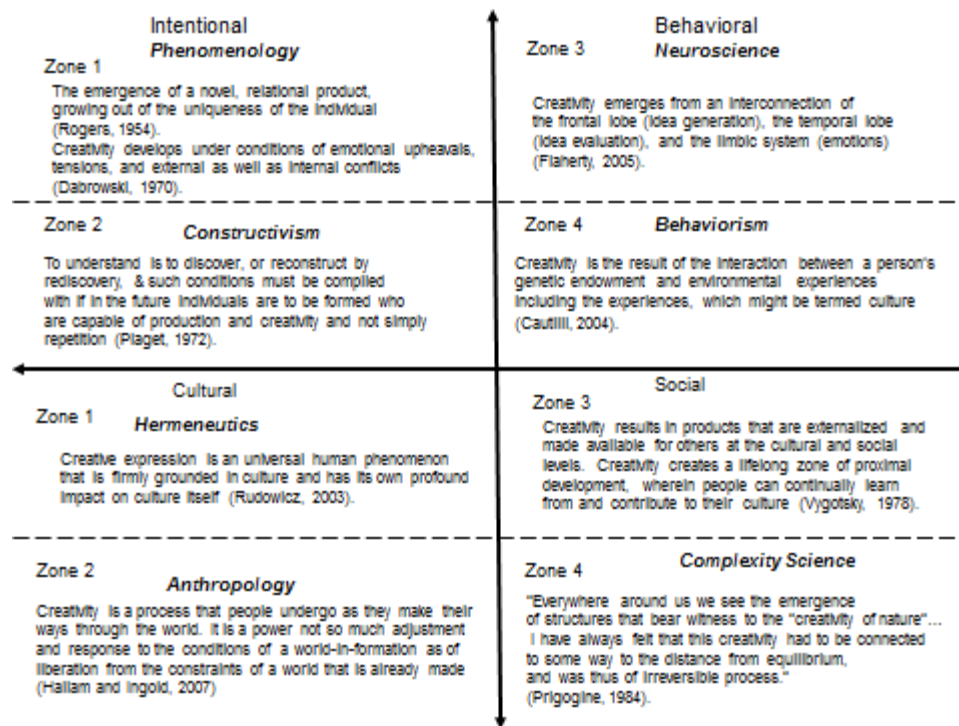 Intentional
Phenomenology
Zone 1
The emergence of a novel, relational product,
growing out of the uniqueness of the individual
(Rogers, 1954).
Creativity develops under conditions of emotional upheavals,
tensions, and external as well as internal conflicts
(Dabrowski, 1970).
Behavioral
Zone 3
Neuroscience
Creativity emerges from an interconnection of
the frontal lobe (idea generation), the temporal lobe
(idea evaluation), and the limbic system (emotions)
(Flaherty, 2005).
Zone 2
Constructivism
To understand is to discover, or reconstruct by
rediscovery, & such conditions must be complied
with if in the future individuals are to be formed who
are capable of production and creativity and not simply
repetition (Piaget, 1972).
Zone 4
Behaviorism
Creativity is the result of the interaction between a person's
genetic endowment and environmental experiences
including the experiences, which might be termed culture
(Cautilli, 2004).
Cultural
Zone 1
Hermeneutics
Creative expression is an universal human phenomenon
that is firmly grounded in culture and has its own profound
impact on culture itself (Rudowicz, 2003).
Social
Zone 3
Creativity results in products that are externalized and
made available for others at the cultural and social
levels. Creativity creates a lifelong zone of proximal
development, wherein people can continually learn
from and contribute to their culture (Vygotsky, 1978).
Zone 2
Anthropology
Creativity is a process that people undergo as they make their
ways through the world. It is a power not so much adjustment
and response to the conditions of a world-in-formation as of
liberation from the constraints of a world that is already made
(Hallam and Ingold, 2007)
Complexity Science
Zone 4
"Everywhere around us we see the emergence
of structures that bear witness to the "creativity of nature"...
I have always felt that this creativity had to be connected
to some way to the distance from equilibrium,
and was thus of irreversible process."
(Prigogine, 1984).